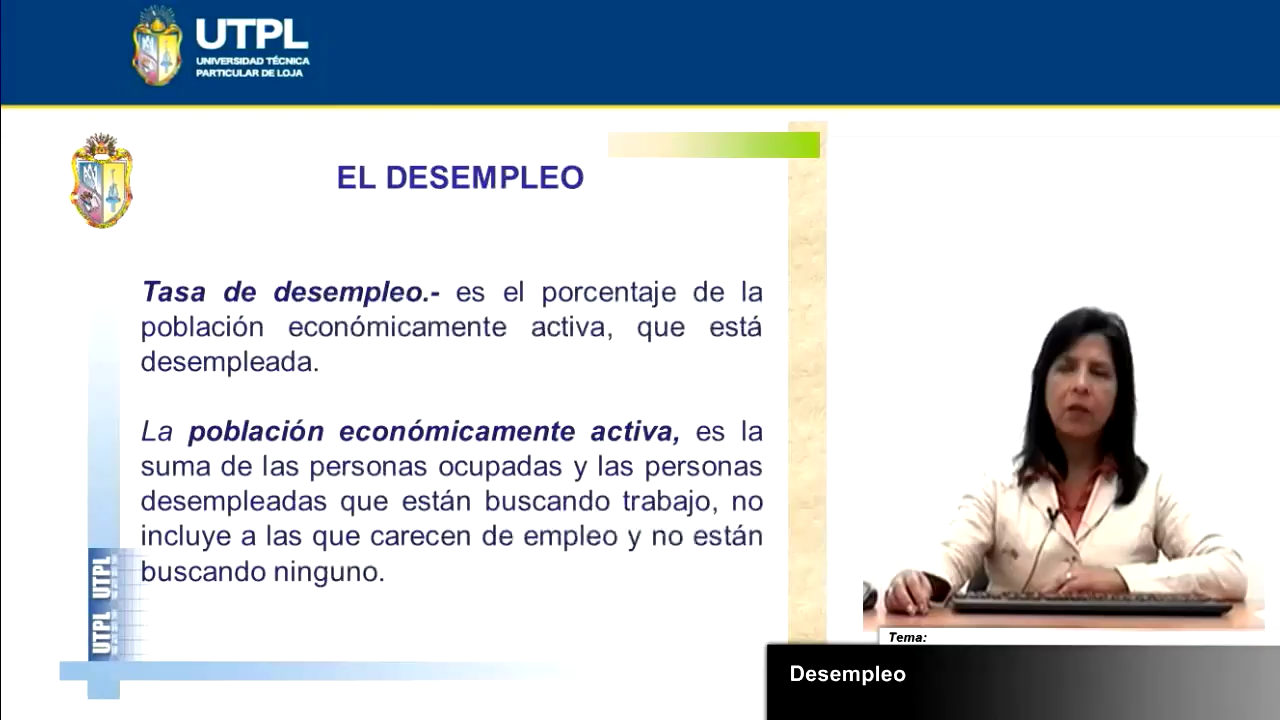 UTPL
UNIVERSIDAD TÉCNICA
PARTICULAR DE LOJA
EL DESEMPLEO
Tasa de desempleo.- es el porcentaje de la
población económicamente activa, que está
desempleada.
La población económicamente activa, es la
suma de las personas ocupadas y las personas
desempleadas que están buscando trabajo, no
incluye a las que carecen de empleo y no están
buscando ninguno.
UTPL UTPL
Tema:
Desempleo